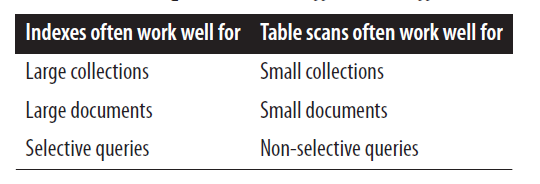 Indexes often work well for Table scans often work well for
Large collections Small collections
Large documents Small documents
Selective queries Non-selective queries